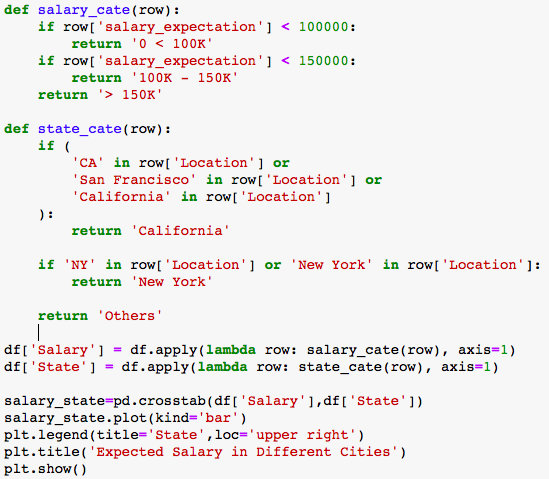 def salary_cate(row):
    if row['salary_expectation'] < 100000:
        return '0 < 100K'
    if row['salary_expectation'] < 150000:
        return '100K - 150K'
    return '> 150K'

def state_cate(row):
    if (
        'CA' in row['Location'] or
        'San Francisco' in row['Location'] or
        'California' in row['Location']
    ):
        return 'California'

    if 'NY' in row['Location'] or 'New York' in row['Location']:
        return 'New York'

    return 'Others'

df['Salary'] = df.apply(lambda row: salary_cate(row), axis=1)
df['State'] = df.apply(lambda row: state_cate(row), axis=1)

salary_state=pd.crosstab(df['Salary'],df['State'])
salary_state.plot(kind='bar')
plt.legend(title='State',loc='upper right')
plt.title('Expected Salary in Different Cities')
plt.show()